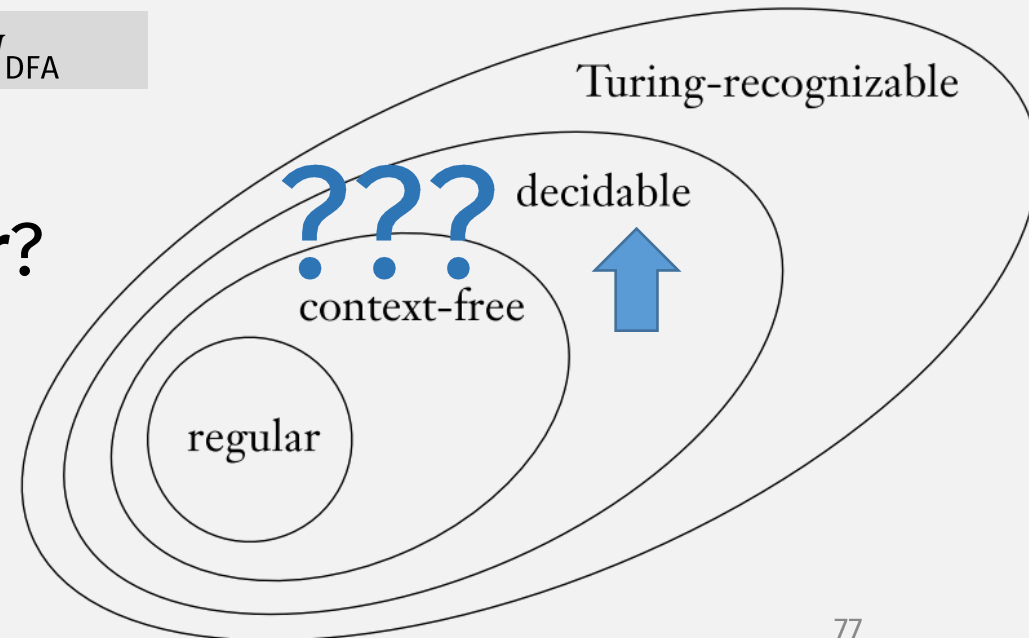 DFA
Turing-recognizable
???
decidable
r?
context-free
regular
77